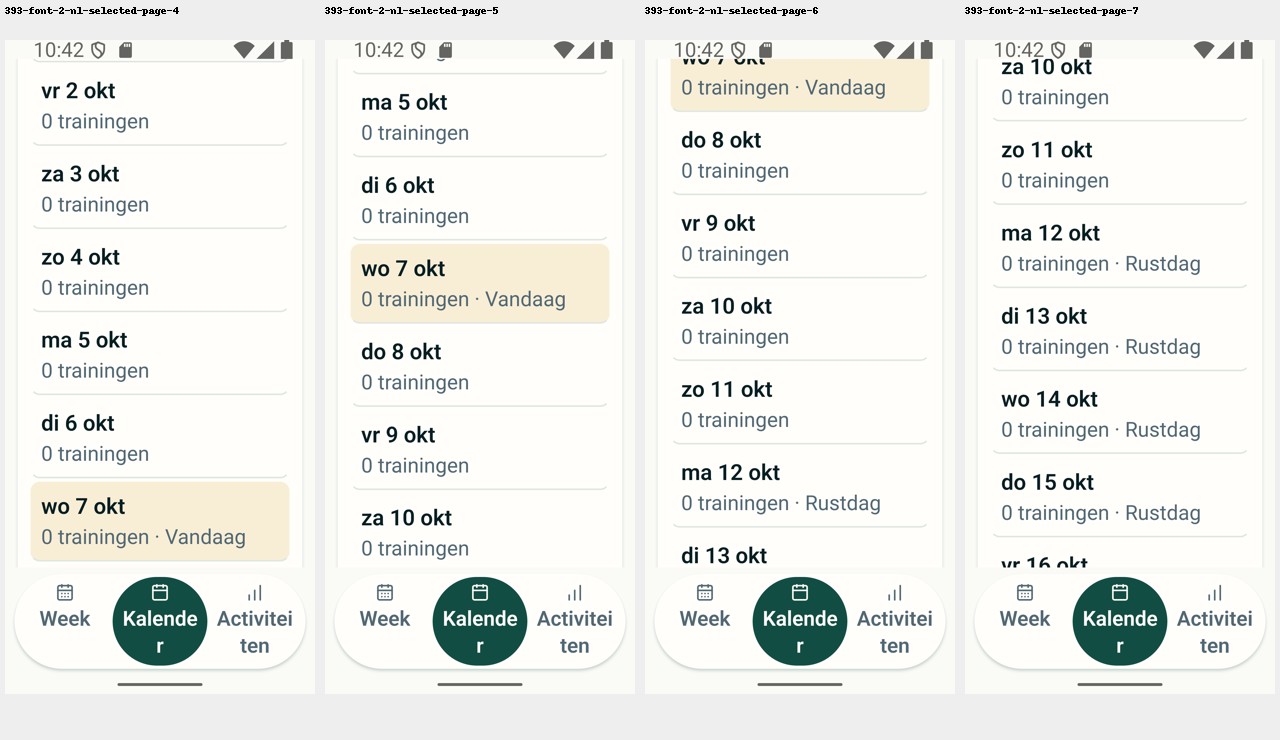 393-font-2-nl-selected-page-4
10:42
vr 2 okt
0 trainingen
za 3 okt
0 trainingen
zo 4 okt
0 trainingen
ma 5 okt
0 trainingen
di 6 okt
0 trainingen
wo 7 okt
0 trainingen · Vandaag
Week
Kalende
r
Activitei
ten
393-font-2-nl-selected-page-5
10:42
ma 5 okt
0 trainingen
di 6 okt
0 trainingen
wo 7 okt
0 trainingen · Vandaag
do 8 okt
0 trainingen
vr 9 okt
0 trainingen
za 10 okt
0 trainingen
Week
Kalende
r
Activitei
ten
393-font-2-nl-selected-page-6
10:42
wo 7 okt
0 trainingen · Vandaag
do 8 okt
0 trainingen
vr 9 okt
0 trainingen
za 10 okt
0 trainingen
zo 11 okt
0 trainingen
ma 12 okt
0 trainingen · Rustdag
di 13 okt
Week
Kalende
r
Activitei
ten
393-font-2-nl-selected-page-7
10:42
za 10 okt
0 trainingen
zo 11 okt
0 trainingen
ma 12 okt
0 trainingen · Rustdag
di 13 okt
0 trainingen · Rustdag
wo 14 okt
0 trainingen · Rustdag
do 15 okt
0 trainingen · Rustdag
vr 16 okt
Week
Kalende
r
Activitei
ten